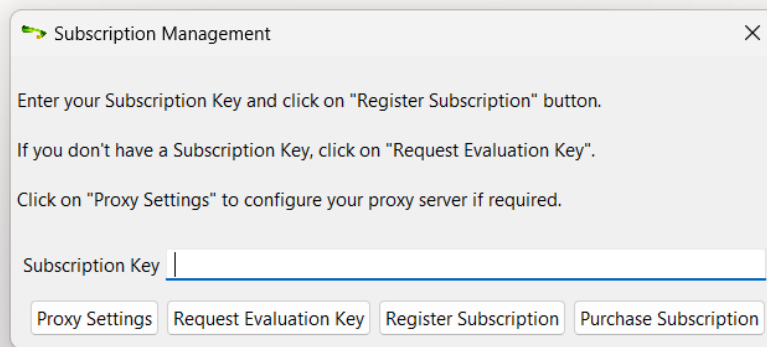 Subscription Management
Enter your Subscription Key and click on "Register Subscription" button.
If you don't have a Subscription Key, click on "Request Evaluation Key".
Click on "Proxy Settings" to configure your proxy server if required.
Subscription Key
Proxy Settings Request Evaluation Key Register Subscription Purchase Subscription